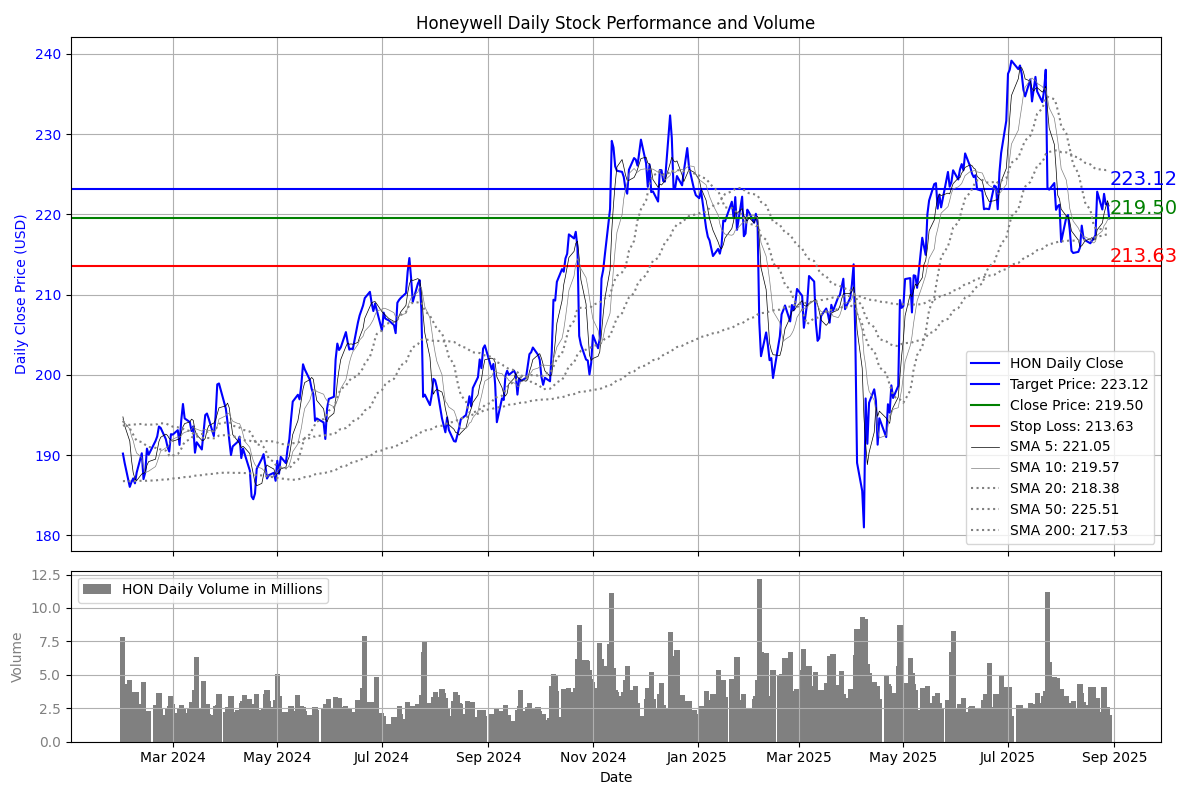 Honeywell Daily Stock Performance and Volume
Daily Close Price (USD)
240
230
220
210
200
190
180
223.12
219.50
213.63
HON Daily Close
Target Price: 223.12
Close Price: 219.50
Stop Loss: 213.63
SMA 5: 221.05
SMA 10: 219.57
SMA 20: 218.38
SMA 50: 225.51
SMA 200: 217.53
Volume
12.5
10.0
7.5
5.0
2.5
0.0
HON Daily Volume in Millions
Mar 2024 May 2024 Jul 2024 Sep 2024 Nov 2024 Jan 2025 Mar 2025 May 2025 Jul 2025 Sep 2025
Date